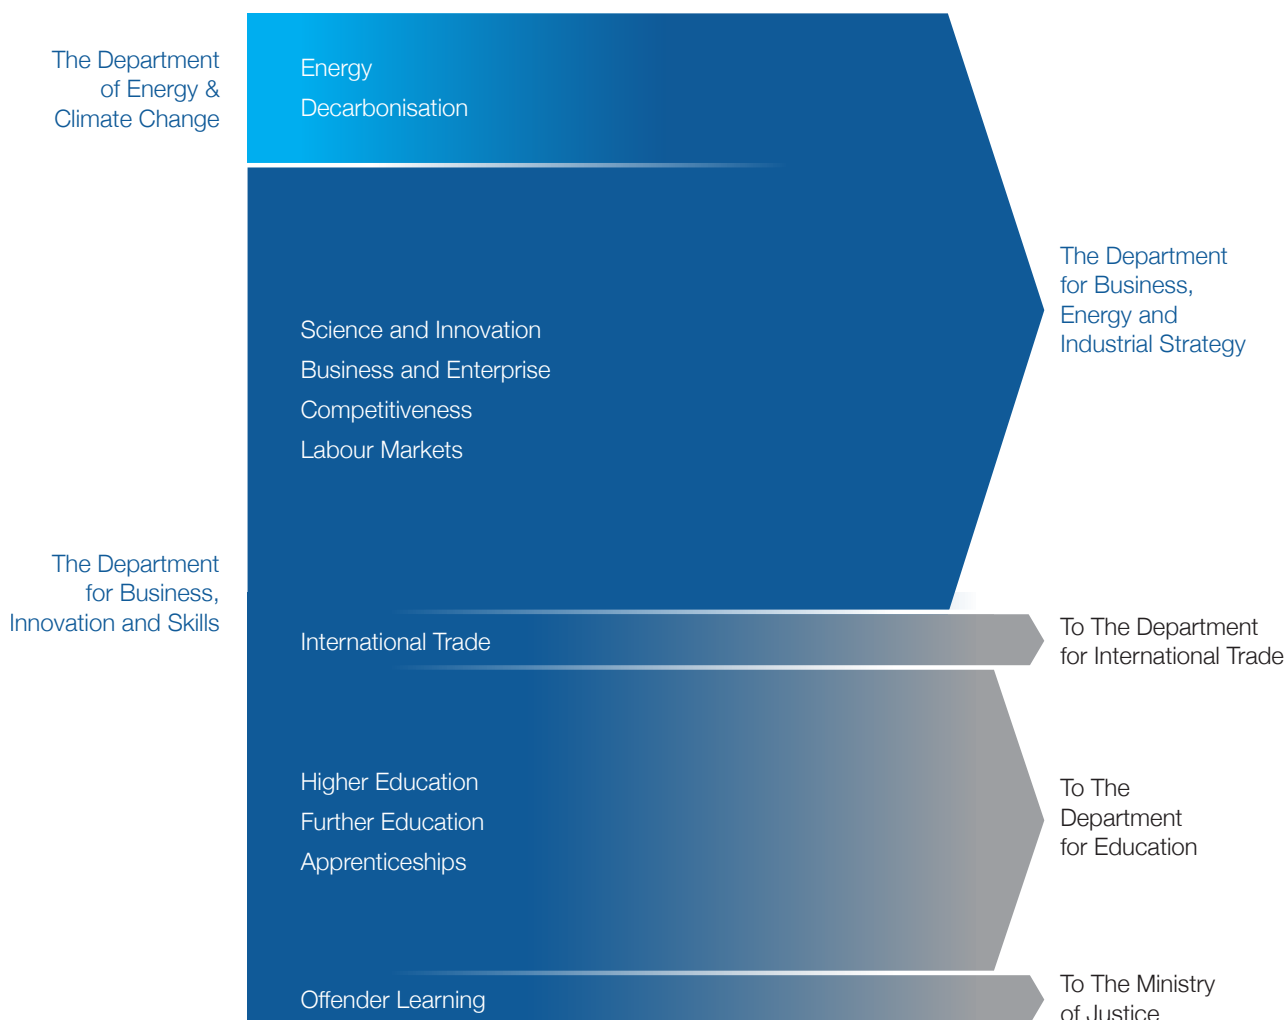 The Department
of Energy &
Climate Change
Energy
Decarbonisation
Science and Innovation
Business and Enterprise
Competitiveness
Labour Markets
The Department
for Business,
Energy and
Industrial Strategy
The Department
for Business,
Innovation and Skills
International Trade
To The Department
for International Trade
Higher Education
Further Education
Apprenticeships
To The
Department
for Education
Offender Learning
To The Ministry
of Justice